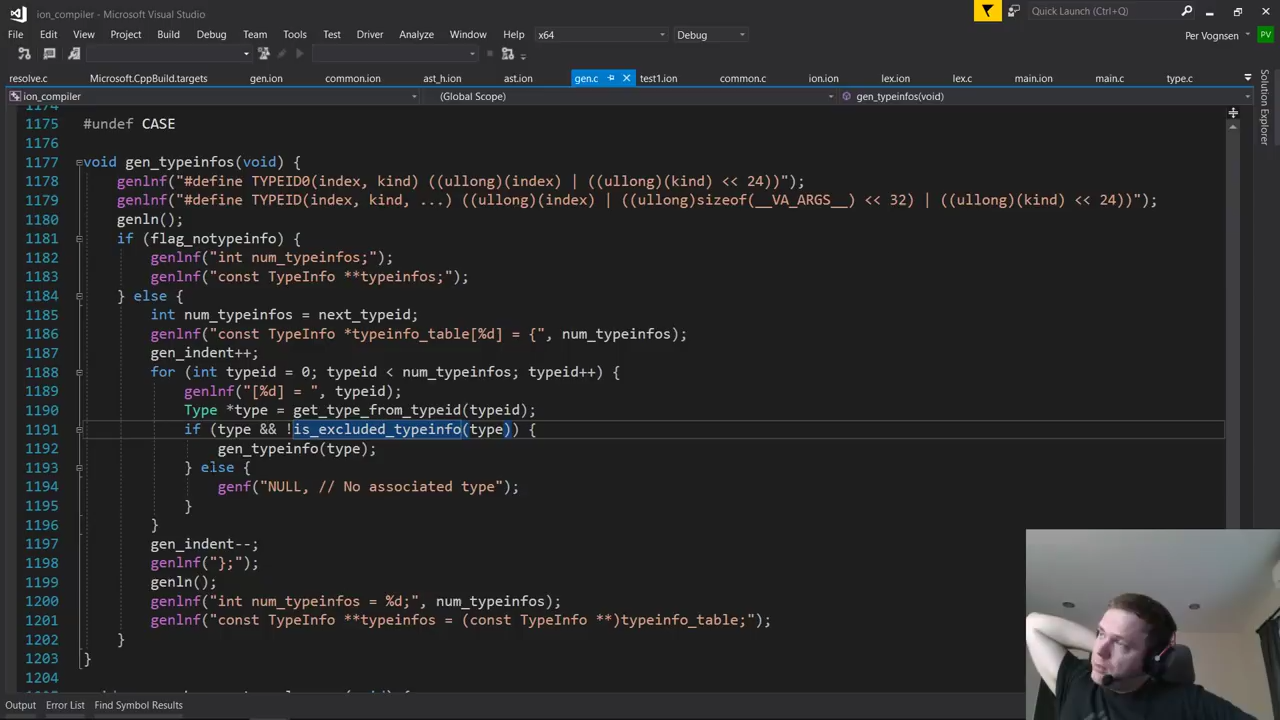 ion_compiler - Microsoft Visual Studio
Quick Launch (Ctrl+Q)
File Edit View Project Build Debug Team Tools Test Driver Analyze Window Help x64 Debug
Per Vognsen PV
resolve.c Microsoft.CppBuild.targets gen.ion common.ion ast_h.ion ast.ion gen.c test1.ion common.c ion.ion lex.ion lex.c main.ion main.c type.c
ion_compiler (Global Scope) gen_typeinfos(void)
Solution Explorer
1174
1175 #undef CASE
1176
1177 void gen_typeinfos(void) {
1178 genlnf("#define TYPEID0(index, kind) ((ullong)(index) | ((ullong)(kind) << 24))");
1179 genlnf("#define TYPEID(index, kind, ...) ((ullong)(index) | ((ullong)sizeof(__VA_ARGS__) << 32) | ((ullong)(kind) << 24))");
1180 genln();
1181 if (flag_notypeinfo) {
1182 genlnf("int num_typeinfos;");
1183 genlnf("const TypeInfo **typeinfos;");
1184 } else {
1185 int num_typeinfos = next_typeid;
1186 genlnf("const TypeInfo *typeinfo_table[%d] = {", num_typeinfos);
1187 gen_indent++;
1188 for (int typeid = 0; typeid < num_typeinfos; typeid++) {
1189 genlnf("[%d] = ", typeid);
1190 Type *type = get_type_from_typeid(typeid);
1191 if (type && !is_excluded_typeinfo(type)) {
1192 gen_typeinfo(type);
1193 } else {
1194 genf("NULL, // No associated type");
1195 }
1196 }
1197 gen_indent--;
1198 genlnf("};");
1199 genln();
1200 genlnf("int num_typeinfos = %d;", num_typeinfos);
1201 genlnf("const TypeInfo **typeinfos = (const TypeInfo **)typeinfo_table;");
1202 }
1203 }
1204
Output Error List Find Symbol Results